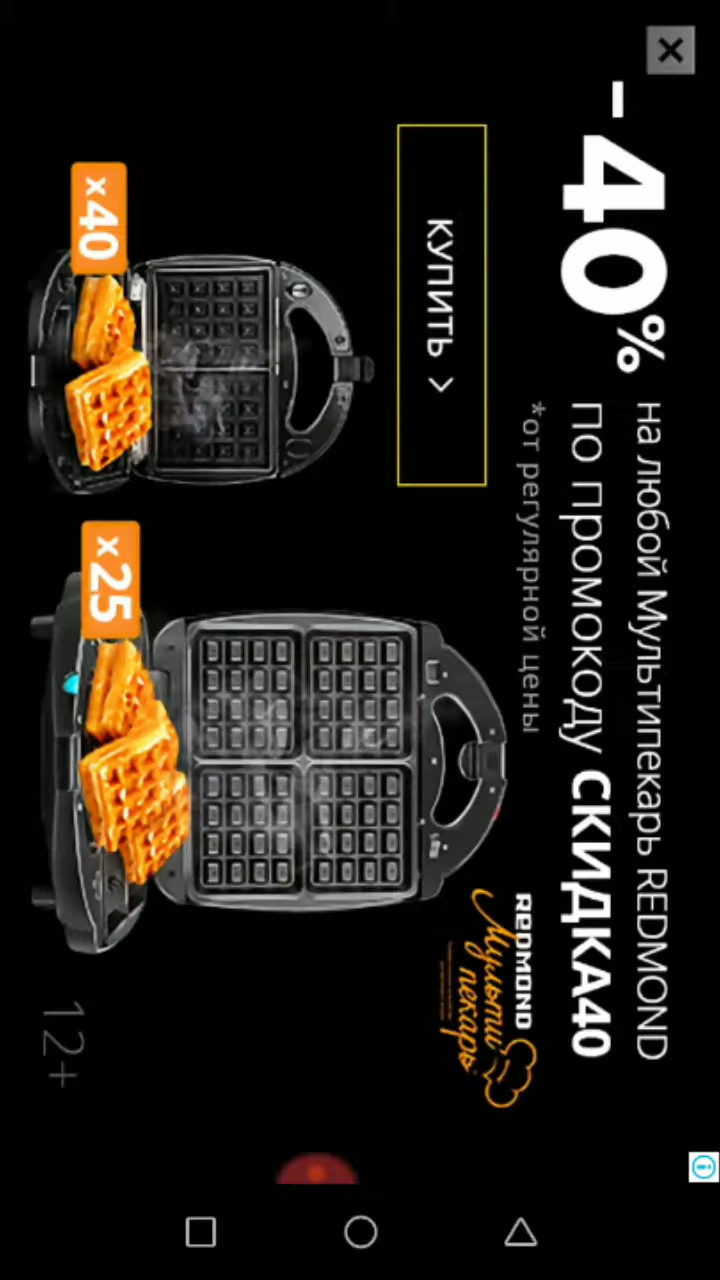 - 40%
на любой Мультипекарь REDMOND
по промокоду СКИДКА40
*от регулярной цены
КУПИТЬ >
REDMOND
Мульти
пекарь
x40
x25
12+